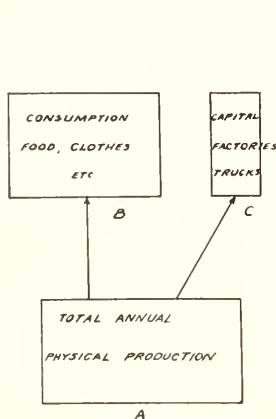 CONSUMPTION
FOOD, CLOTHES
ETC
B
CAPITAL
FACTORIES
TRUCKS
C
TOTAL ANNUAL
PHYSICAL PRODUCTION
A